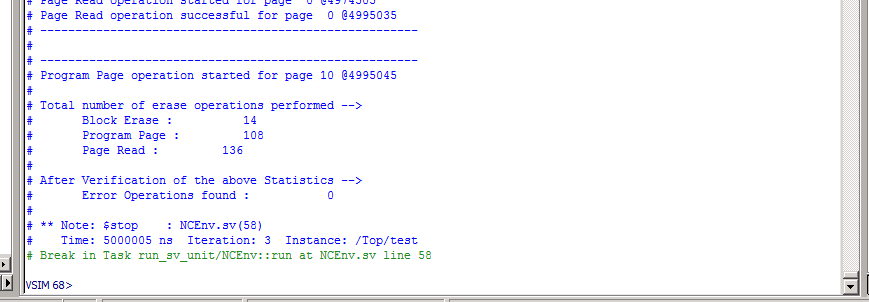 # Page Read operation started for page 0 @4974505
# Page Read operation successful for page  0 @4995035
# ------------------------------------------------------
#
# ------------------------------------------------------
# Program Page operation started for page 10 @4995045
#
# Total number of erase operations performed -->
#       Block Erase :          14
#       Program Page :         108
#       Page Read :         136
#
# After Verification of the above Statistics -->
#       Error Operations found :           0
#
# ** Note: $stop    : NCEnv.sv(58)
#    Time: 5000005 ns  Iteration: 3  Instance: /Top/test
# Break in Task run_sv_unit/NCEnv::run at NCEnv.sv line 58
VSIM 68>